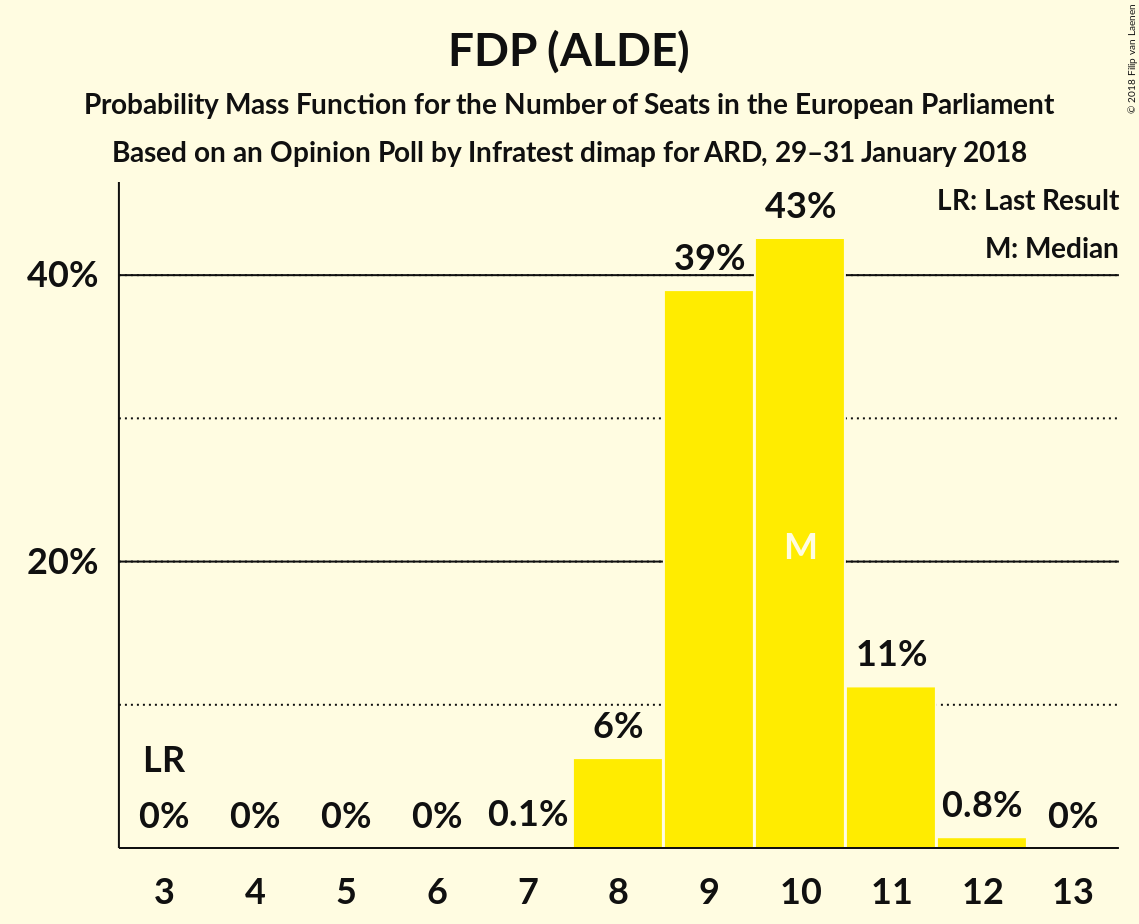 FDP (ALDE)
Probability Mass Function for the Number of Seats in the European Parliament
Based on an Opinion Poll by Infratest dimap for ARD, 29–31 January 2018
© 2018 Filip van Laenen
LR: Last Result
M: Median
40%
20%
LR
0%
0%
0%
0%
0.1%
6%
39%
43%
M
11%
0.8%
0%
3 4 5 6 7 8 9 10 11 12 13